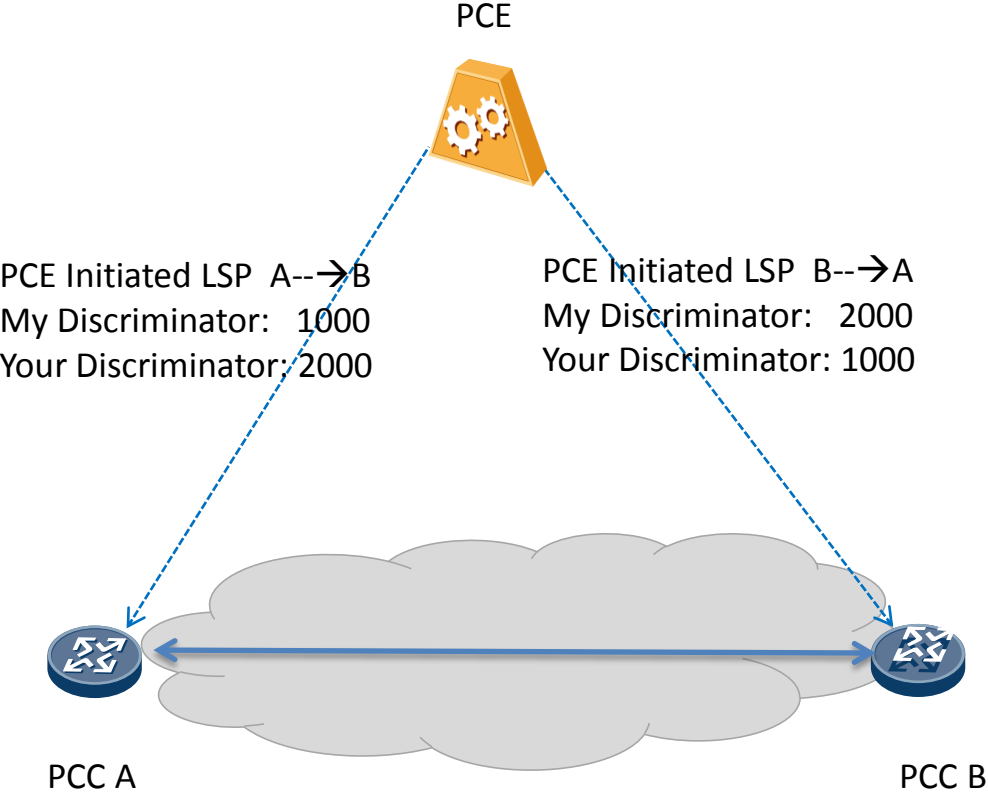 PCE
PCE Initiated LSP A--→B
My Discriminator: 1000
Your Discriminator: 2000
PCE Initiated LSP B--→A
My Discriminator: 2000
Your Discriminator: 1000
PCC A
PCC B